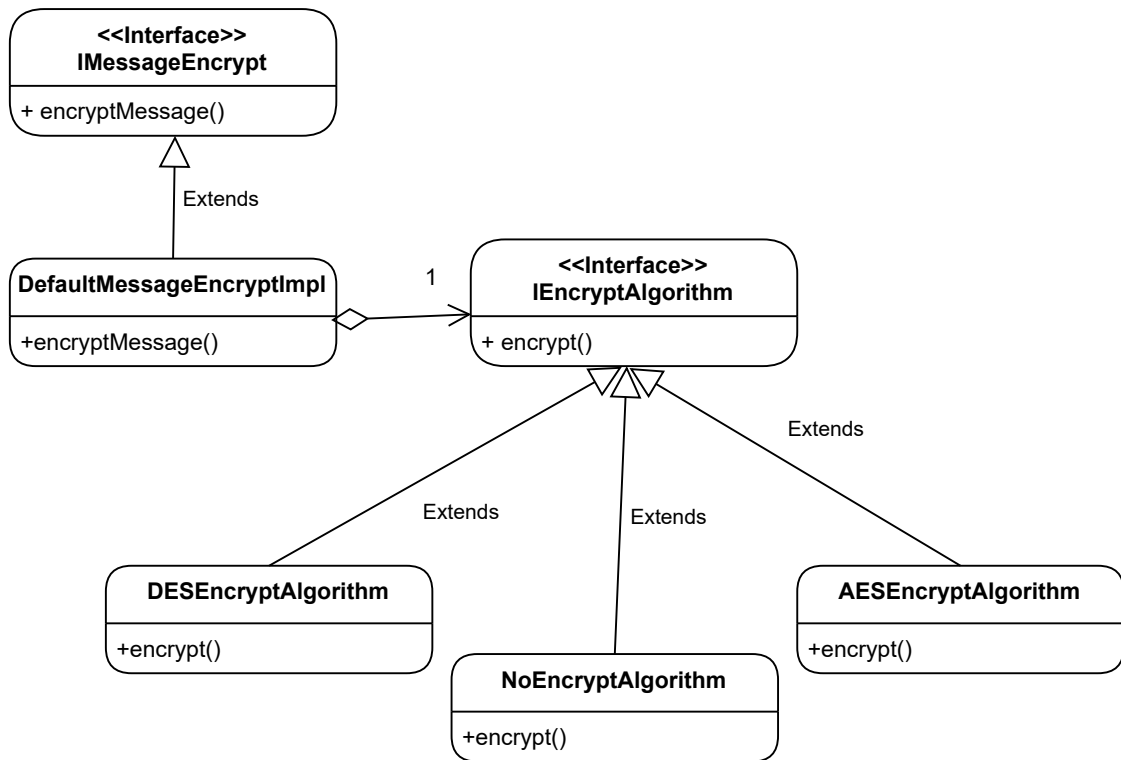 <<Interface>>
IMessageEncrypt
+ encryptMessage()
Extends
DefaultMessageEncryptImpl
+encryptMessage()
1
<<Interface>>
IEncryptAlgorithm
+ encrypt()
Extends
Extends
Extends
DESEncryptAlgorithm
+encrypt()
NoEncryptAlgorithm
+encrypt()
AESEncryptAlgorithm
+encrypt()